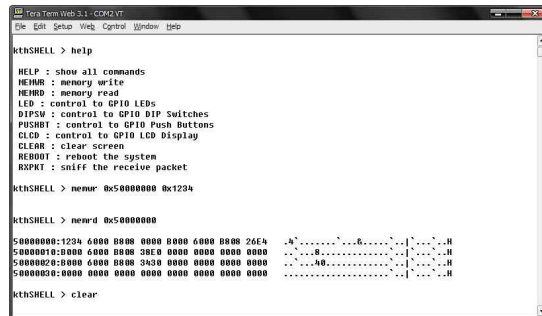 Tera Term Web 3.1 - COM2 VT
File Edit Setup Web Control Window Help
kthSHELL > help
HELP : show all commands
MEMWR : memory write
MEMRD : memory read
LED : control to GPIO LEDs
DIPSW : control to GPIO DIP Switches
PUSHBT : control to GPIO Push Buttons
CLCD : control to GPIO LCD Display
CLEAR : clear screen
REBOOT : reboot the system
RXPKT : sniff the receive packet
kthSHELL > memwr 0x50000000 0x1234
kthSHELL > memrd 0x50000000
50000000:1234 6000 B808 0000 B000 6000 B808 26E4
50000010:B000 6000 B808 38E0 0000 0000 0000 0000
50000020:B000 6000 B808 3430 0000 0000 0000 0000
50000030:0000 0000 0000 0000 0000 0000 0000 0000
kthSHELL > clear